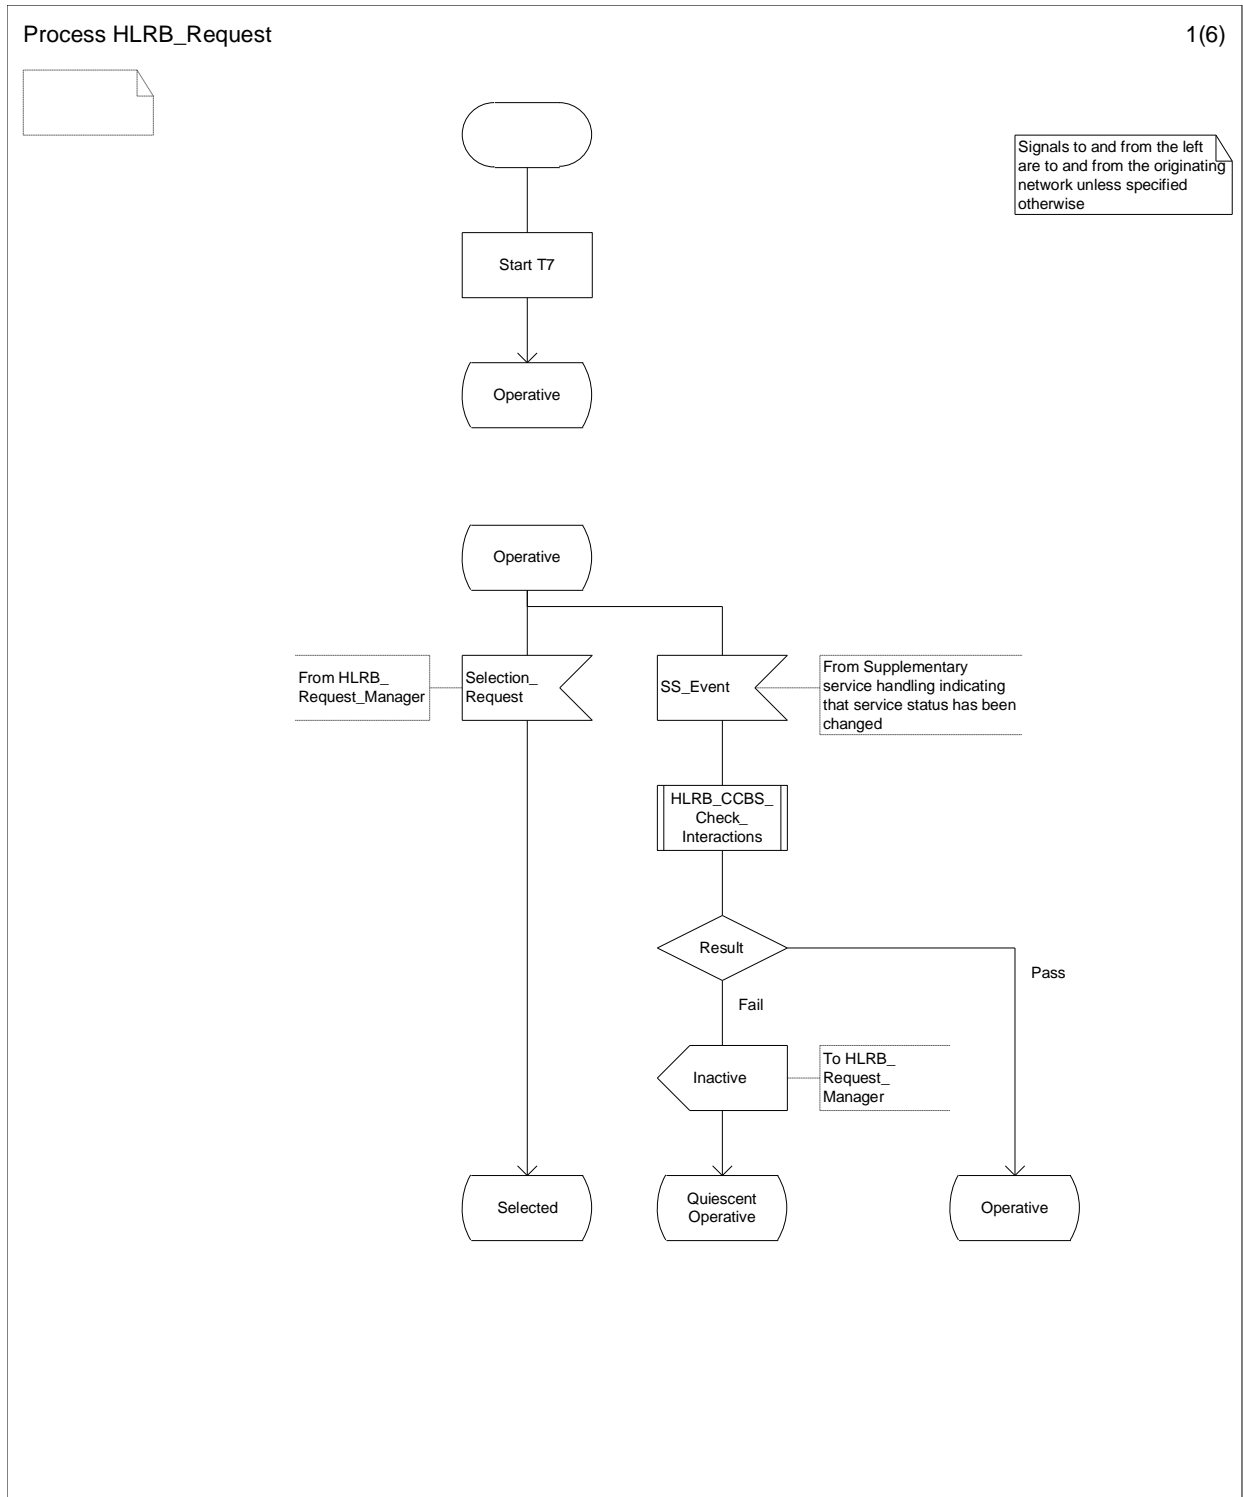 Process HLRB_Request
1(6)
Signals to and from the left
are to and from the originating
network unless specified
otherwise
Start T7
Operative
Operative
From HLRB_
Request_Manager
Selection_
Request
SS_Event
From Supplementary
service handling indicating
that service status has been
changed
HLRB_CCBS_
Check_
Interactions
Result
Pass
Fail
Inactive
To HLRB_
Request_
Manager
Selected
Quiescent
Operative
Operative